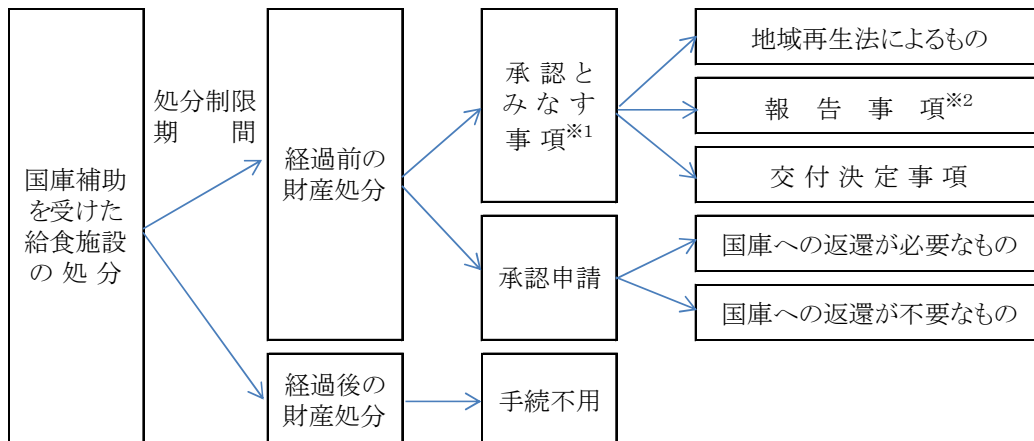 国庫補助
を受けた
給食施設
の処分
処分制限
期間
経過前の
財産処分
承認と
みなす
事項※1
地域再生法によるもの
報告事項※2
交付決定事項
承認申請
国庫への返還が必要なもの
国庫への返還が不要なもの
経過後の
財産処分
手続不用